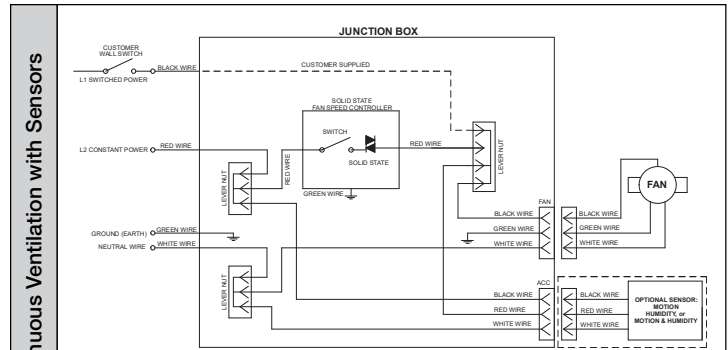 nuous Ventilation with Sensors
JUNCTION BOX
CUSTOMER
WALL SWITCH
BLACK WIRE
CUSTOMER SUPPLIED
L1 SWITCHED POWER
SOLID STATE
FAN SPEED CONTROLLER
SWITCH
SOLID STATE
RED WIRE
GREEN WIRE
L2 CONSTANT POWER
RED WIRE
LEVER NUT
RED WIRE
LEVER NUT
GROUND (EARTH)
GREEN WIRE
NEUTRAL WIRE
WHITE WIRE
LEVER NUT
FAN
BLACK WIRE
GREEN WIRE
WHITE WIRE
BLACK WIRE
GREEN WIRE
WHITE WIRE
FAN
ACC
BLACK WIRE
RED WIRE
WHITE WIRE
BLACK WIRE
RED WIRE
WHITE WIRE
OPTIONAL SENSOR:
MOTION
HUMIDITY, or
MOTION & HUMIDITY